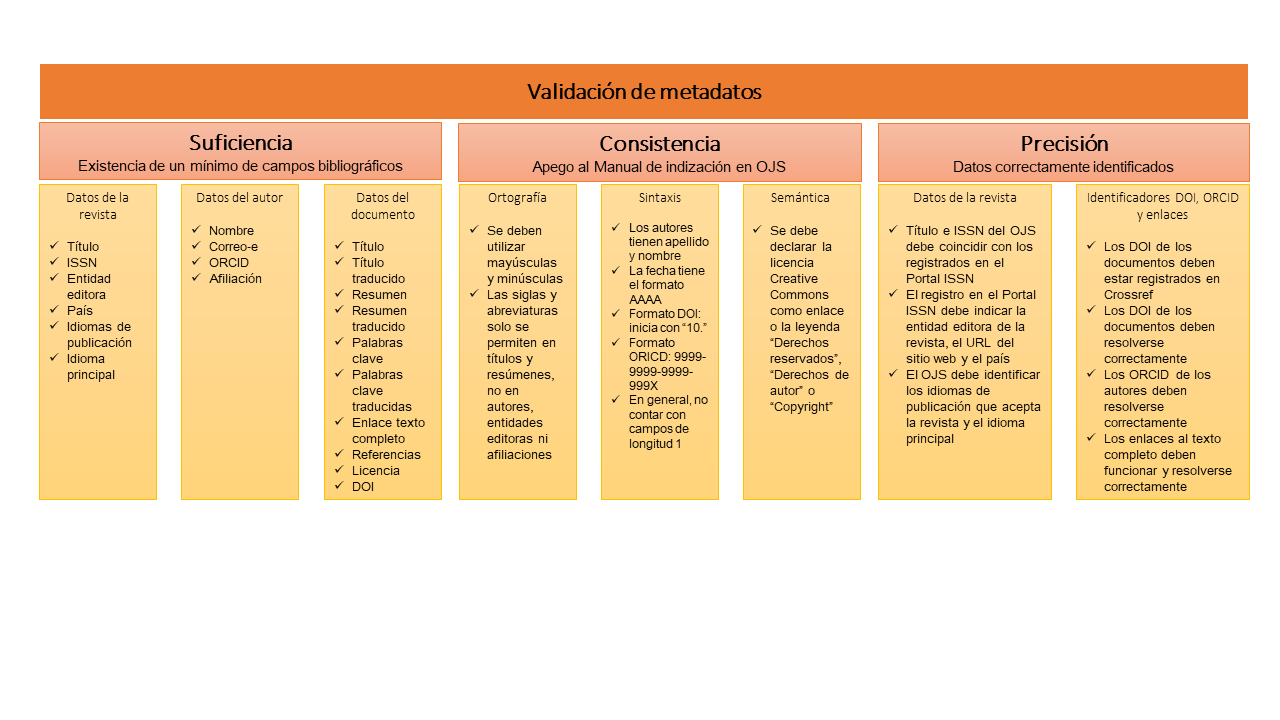 Validación de metadatos
Suficiencia
Existencia de un mínimo de campos bibliográficos
Datos de la
revista
Título
ISSN
Entidad
editora
País
Idiomas de
publicación
Idioma
principal
Datos del autor
Nombre
Correo-e
ORCID
Afiliación
Datos del
documento
Título
Título
traducido
Resumen
Resumen
traducido
Palabras
clave
Palabras
clave
traducidas
Enlace texto
completo
Referencias
Licencia
DOI
Consistencia
Apego al Manual de indización en OJS
Ortografía
Se deben
utilizar
mayúsculas
y minúsculas
Las siglas y
abreviaturas
solo se
permiten en
títulos y
resúmenes,
no en
autores,
entidades
editoras ni
afiliaciones
Sintaxis
Los autores
tienen apellido
y nombre
La fecha tiene
el formato
AAAA
Formato DOI:
inicia con “10.”
Formato
ORICD: 9999-
9999-9999-
999X
En general, no
contar con
campos de
longitud 1
Semántica
Se debe
declarar la
licencia
Creative
Commons
como enlace
o la leyenda
“Derechos
reservados”,
“Derechos de
autor” o
“Copyright”
Precisión
Datos correctamente identificados
Datos de la revista
Título e ISSN del OJS
debe coincidir con los
registrados en el
Portal ISSN
El registro en el Portal
ISSN debe indicar la
entidad editora de la
revista, el URL del
sitio web y el país
El OJS debe identificar
los idiomas de
publicación que acepta
la revista y el idioma
principal
Identificadores DOI, ORCID
y enlaces
Los DOI de los
documentos deben
estar registrados en
Crossref
Los DOI de los
documentos deben
resolverse
correctamente
Los ORCID de los
autores deben
resolverse
correctamente
Los enlaces al texto
completo deben
funcionar y resolverse
correctamente